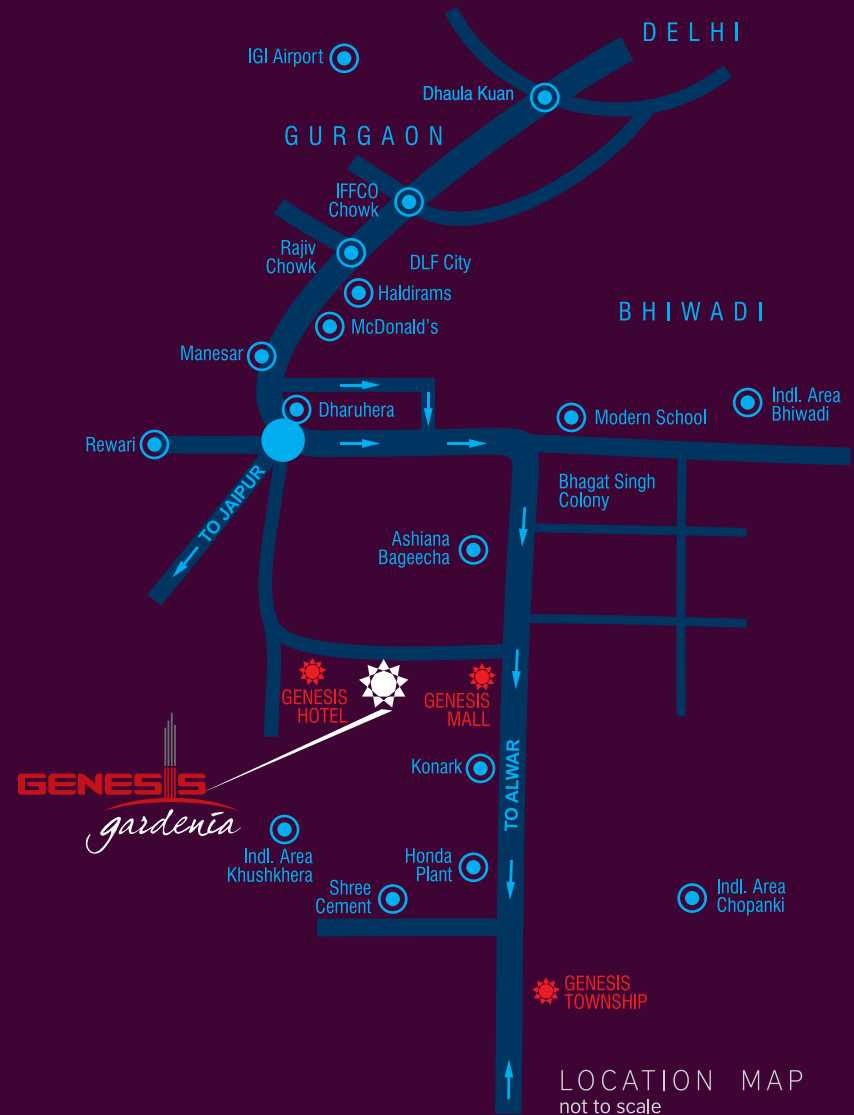 DELHI
IGI Airport
Dhaula Kuan
GURGAON
IFFCO
Chowk
Rajiv
Chowk
DLF City
Haldirams
BHIWADI
McDonald's
Manesar
Indl. Area
Bhiwadi
Dharuhera
Modern School
Rewari
Bhagat Singh
Colony
TO JAIPUR
Ashiana
Bageecha
GENESIS
HOTEL
GENESIS
MALL
Konark
TO ALWAR
GENESIS
gardenia
Indl. Area
Khushkhera
Honda
Plant
Shree
Cement
Indl. Area
Chopanki
GENESIS
TOWNSHIP
LOCATION MAP
not to scale